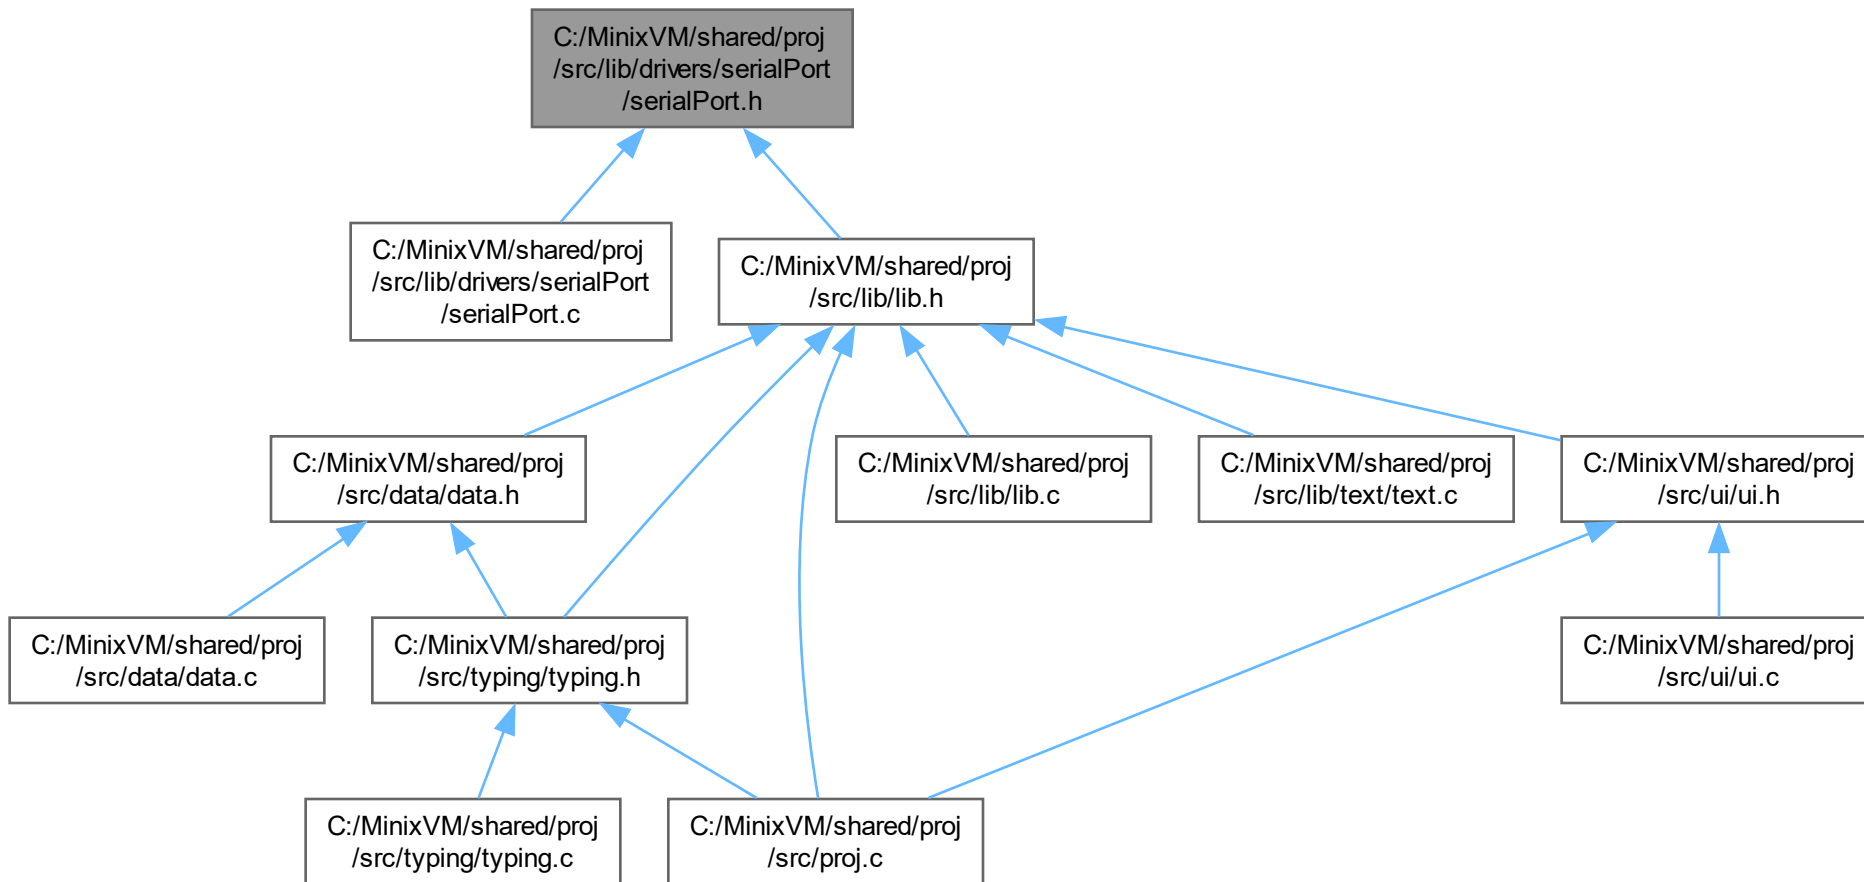 C:/MinixVM/shared/proj
/src/lib/drivers/serialPort
/serialPort.h
C:/MinixVM/shared/proj
/src/lib/drivers/serialPort
/serialPort.c
C:/MinixVM/shared/proj
/src/lib/lib.h
C:/MinixVM/shared/proj
/src/data/data.h
C:/MinixVM/shared/proj
/src/lib/lib.c
C:/MinixVM/shared/proj
/src/lib/text/text.c
C:/MinixVM/shared/proj
/src/ui/ui.h
C:/MinixVM/shared/proj
/src/data/data.c
C:/MinixVM/shared/proj
/src/typing/typing.h
C:/MinixVM/shared/proj
/src/ui/ui.c
C:/MinixVM/shared/proj
/src/typing/typing.c
C:/MinixVM/shared/proj
/src/proj.c